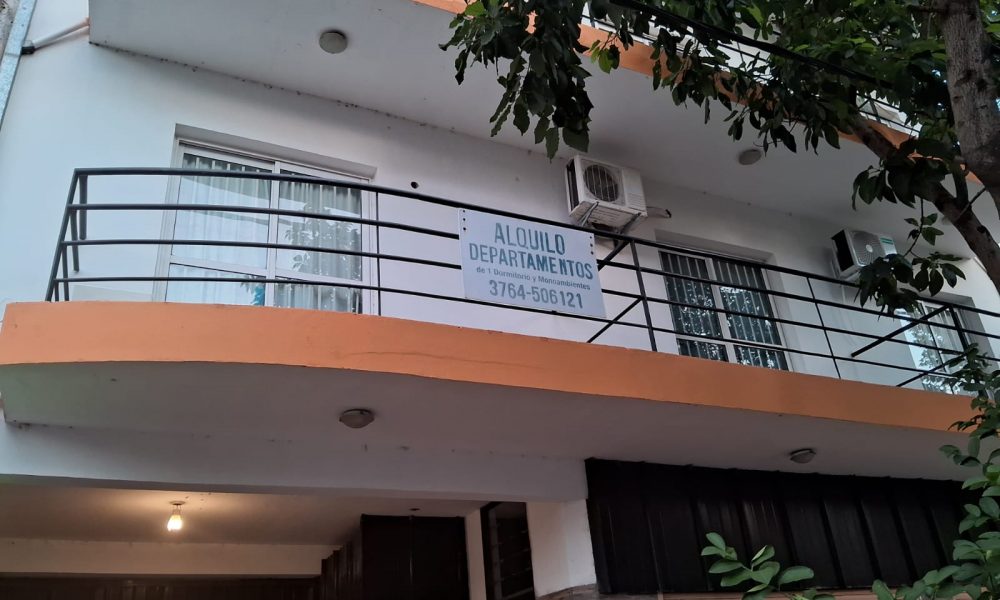 ALQUILO
DEPARTAMENTOS
de 1 Dormitorio y Monoambientes
3764-506121